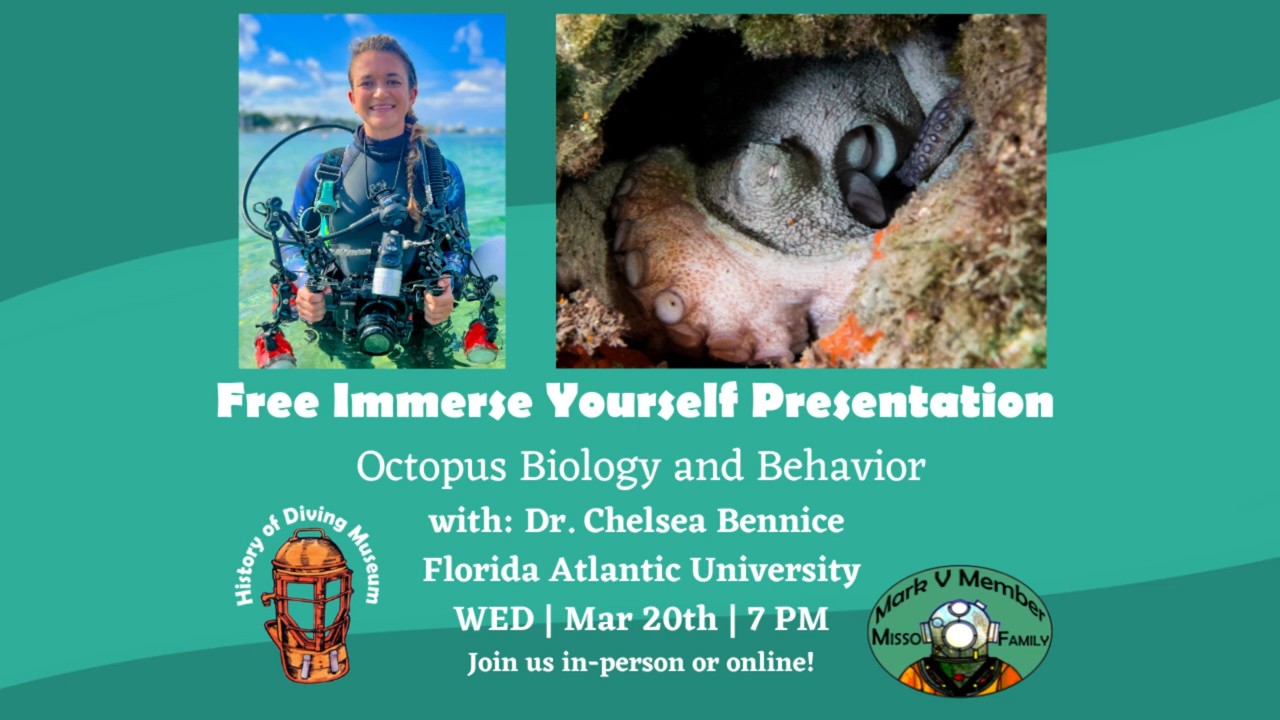 Free Immerse Yourself Presentation
Octopus Biology and Behavior
with: Dr. Chelsea Bennice
Florida Atlantic University
WED | Mar 20th | 7 PM
Join us in-person or online!
History of Diving Museum
Mark V Member
Misso Family